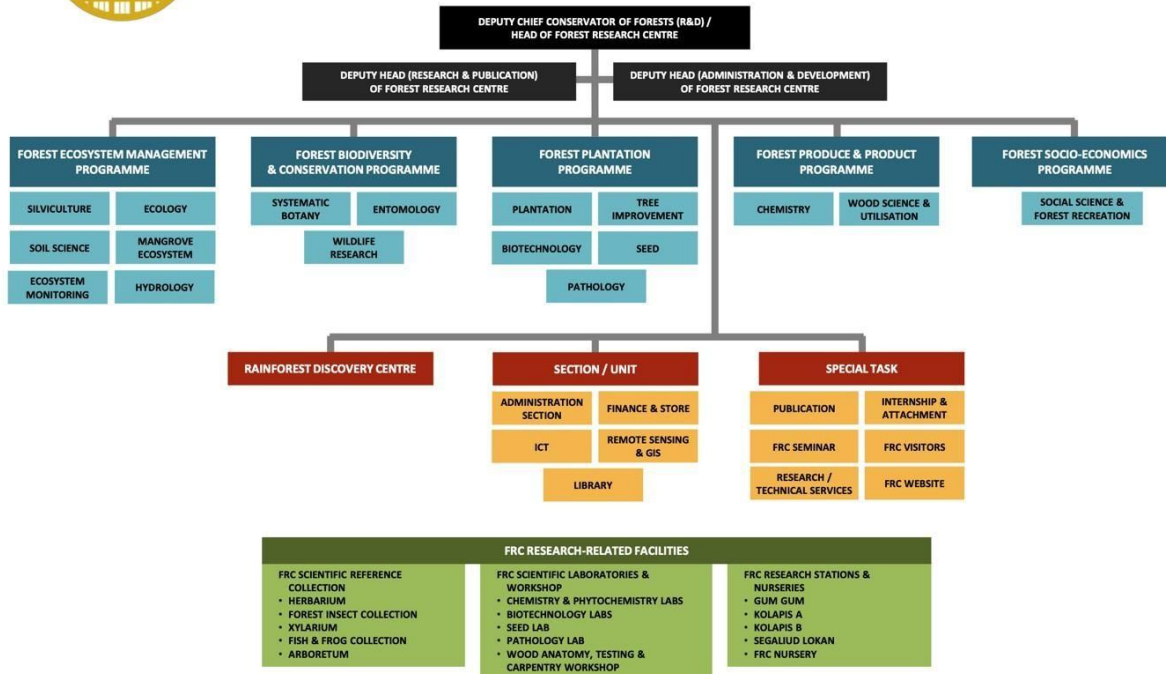 DEPUTY CHIEF CONSERVATOR OF FORESTS (R&D) /
HEAD OF FOREST RESEARCH CENTRE
DEPUTY HEAD (RESEARCH & PUBLICATION)
OF FOREST RESEARCH CENTRE
DEPUTY HEAD (ADMINISTRATION & DEVELOPMENT)
OF FOREST RESEARCH CENTRE
FOREST ECOSYSTEM MANAGEMENT
PROGRAMME
SILVICULTURE
ECOLOGY
SOIL SCIENCE
MANGROVE
ECOSYSTEM
ECOSYSTEM
MONITORING
HYDROLOGY
FOREST BIODIVERSITY
& CONSERVATION PROGRAMME
SYSTEMATIC
BOTANY
ENTOMOLOGY
WILDLIFE
RESEARCH
FOREST PLANTATION
PROGRAMME
PLANTATION
TREE
IMPROVEMENT
BIOTECHNOLOGY
SEED
PATHOLOGY
FOREST PRODUCE & PRODUCT
PROGRAMME
CHEMISTRY
WOOD SCIENCE &
UTILISATION
FOREST SOCIO-ECONOMICS
PROGRAMME
SOCIAL SCIENCE &
FOREST RECREATION
RAINFOREST DISCOVERY CENTRE
SECTION / UNIT
ADMINISTRATION
SECTION
FINANCE & STORE
ICT
REMOTE SENSING
& GIS
LIBRARY
SPECIAL TASK
PUBLICATION
INTERNSHIP &
ATTACHMENT
FRC SEMINAR
FRC VISITORS
RESEARCH /
TECHNICAL SERVICES
FRC WEBSITE
FRC RESEARCH-RELATED FACILITIES
FRC SCIENTIFIC REFERENCE
COLLECTION
• HERBARIUM
• FOREST INSECT COLLECTION
• XYLARIUM
• FISH & FROG COLLECTION
• ARBORETUM
FRC SCIENTIFIC LABORATORIES &
WORKSHOP
• CHEMISTRY & PHYTOCHEMISTRY LABS
• BIOTECHNOLOGY LABS
• SEED LAB
• PATHOLOGY LAB
• WOOD ANATOMY, TESTING &
CARPENTRY WORKSHOP
FRC RESEARCH STATIONS &
NURSERIES
• GUM GUM
• KOLAPIS A
• KOLAPIS B
• SEGALIUD LOKAN
• FRC NURSERY